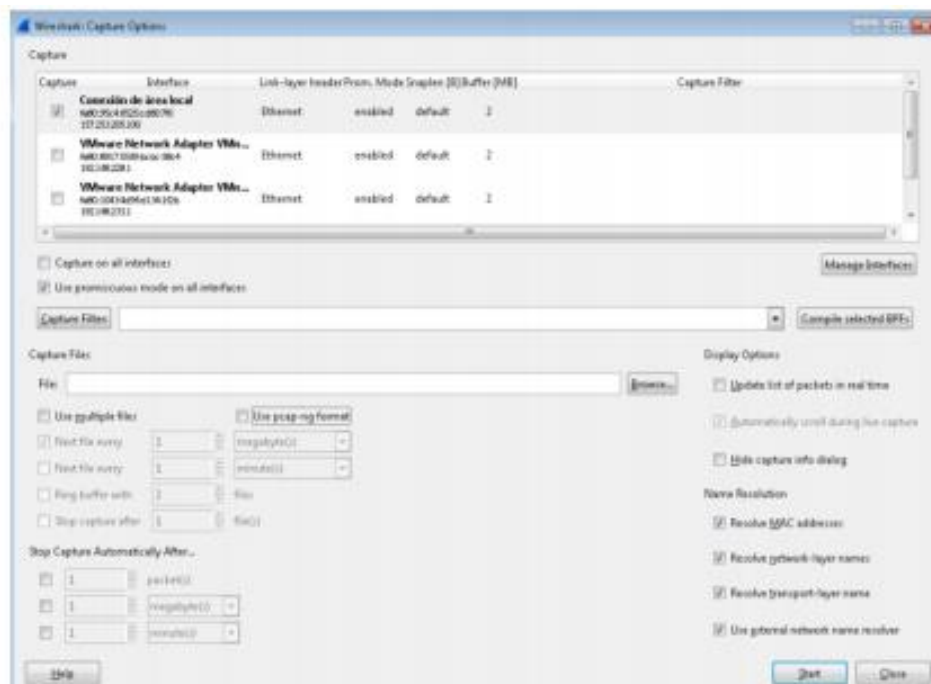 Wireshark: Capture Options
Capture
Capture Interface Link-layer header Prom. Mode Snaplen [B] Buffer [MB] Capture Filter
Conexión de área local
Ethernet enabled default 2
VMware Network Adapter VMn...
Ethernet enabled default 2
VMware Network Adapter VMn...
Ethernet enabled default 2
Capture on all interfaces
Manage Interfaces
Use promiscuous mode on all interfaces
Capture Filter: Compile selected BPFs
Capture Files
File: Browse...
Use multiple files Use pcap-ng format
Next file every 1 megabyte(s)
Next file every 1 minute(s)
Ring buffer with 2 files
Stop capture after 1 file(s)
Stop Capture Automatically After...
1 packet(s)
1 megabyte(s)
1 minute(s)
Display Options
Update list of packets in real time
Automatically scroll during live capture
Hide capture info dialog
Name Resolution
Resolve MAC addresses
Resolve network-layer names
Resolve transport-layer name
Use external network name resolver
Help Start Close